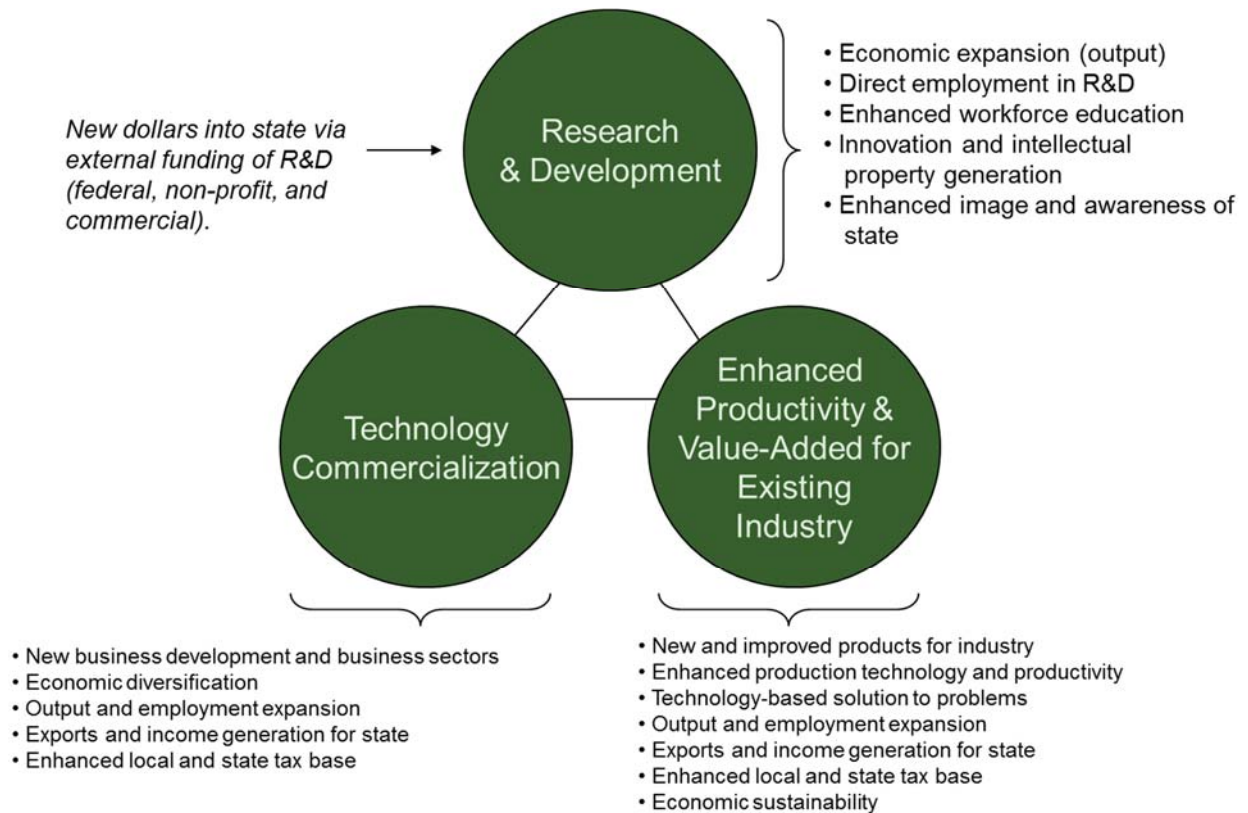 New dollars into state via
external funding of R&D
(federal, non-profit, and
commercial).
Research
& Development
• Economic expansion (output)
• Direct employment in R&D
• Enhanced workforce education
• Innovation and intellectual
property generation
• Enhanced image and awareness of
state
Technology
Commercialization
Enhanced
Productivity &
Value-Added for
Existing
Industry
• New business development and business sectors
• Economic diversification
• Output and employment expansion
• Exports and income generation for state
• Enhanced local and state tax base
• New and improved products for industry
• Enhanced production technology and productivity
• Technology-based solution to problems
• Output and employment expansion
• Exports and income generation for state
• Enhanced local and state tax base
• Economic sustainability